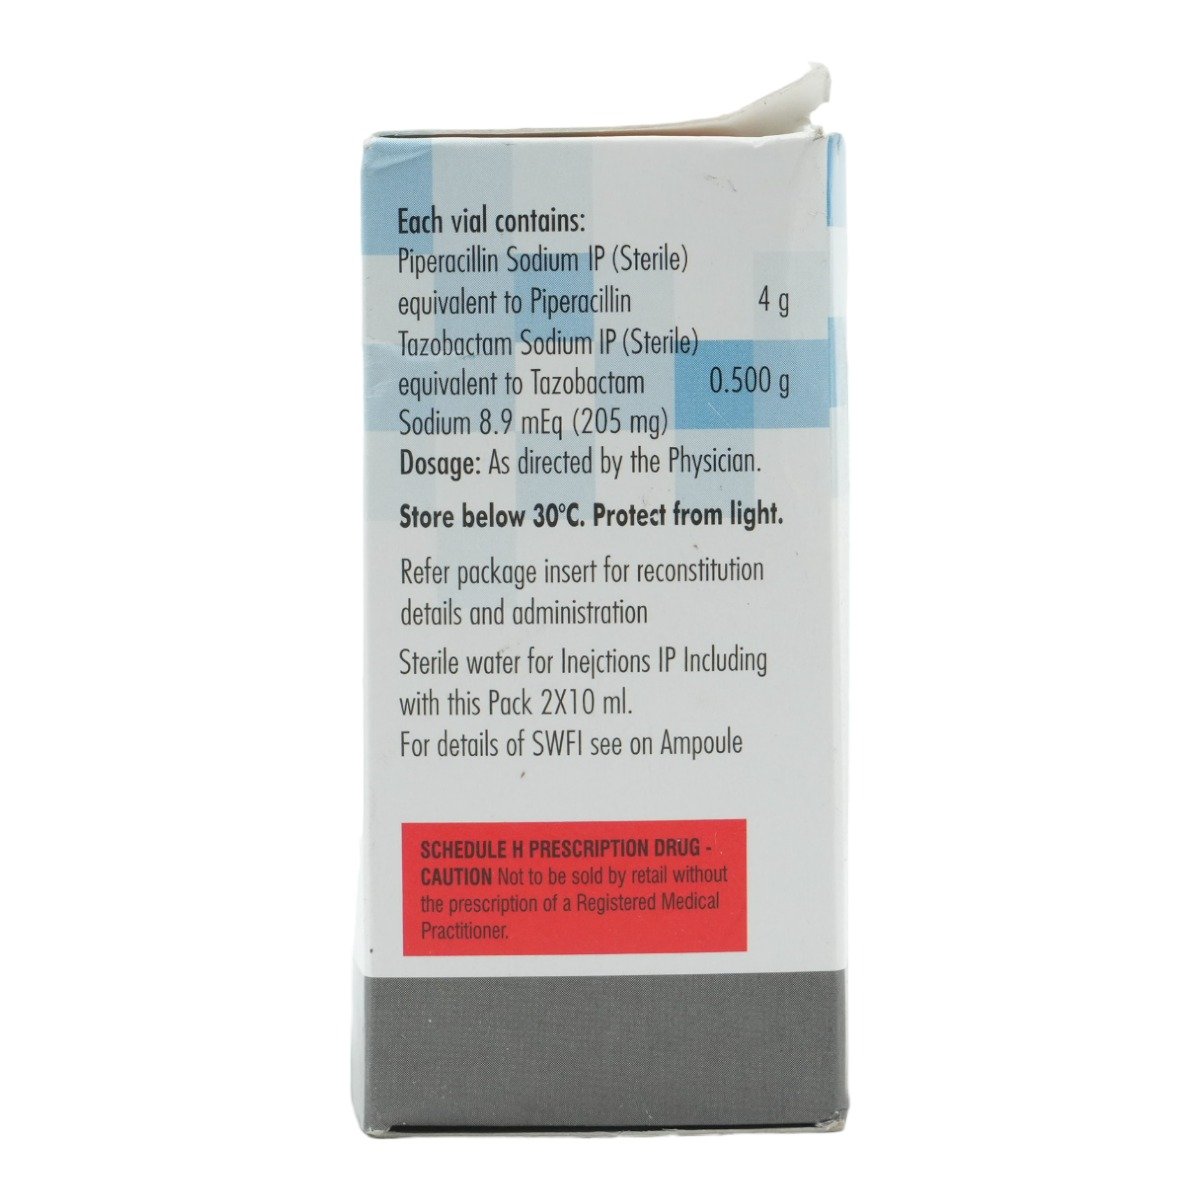 Each vial contains:
Piperacillin Sodium IP (Sterile)
equivalent to Piperacillin 4 g
Tazobactam Sodium IP (Sterile)
equivalent to Tazobactam 0.500 g
Sodium 8.9 mEq (205 mg)
Dosage: As directed by the Physician.
Store below 30°C. Protect from light.
Refer package insert for reconstitution
details and administration
Sterile water for Inejctions IP Including
with this Pack 2X10 ml.
For details of SWFI see on Ampoule
SCHEDULE H PRESCRIPTION DRUG -
CAUTION Not to be sold by retail without
the prescription of a Registered Medical
Practitioner.